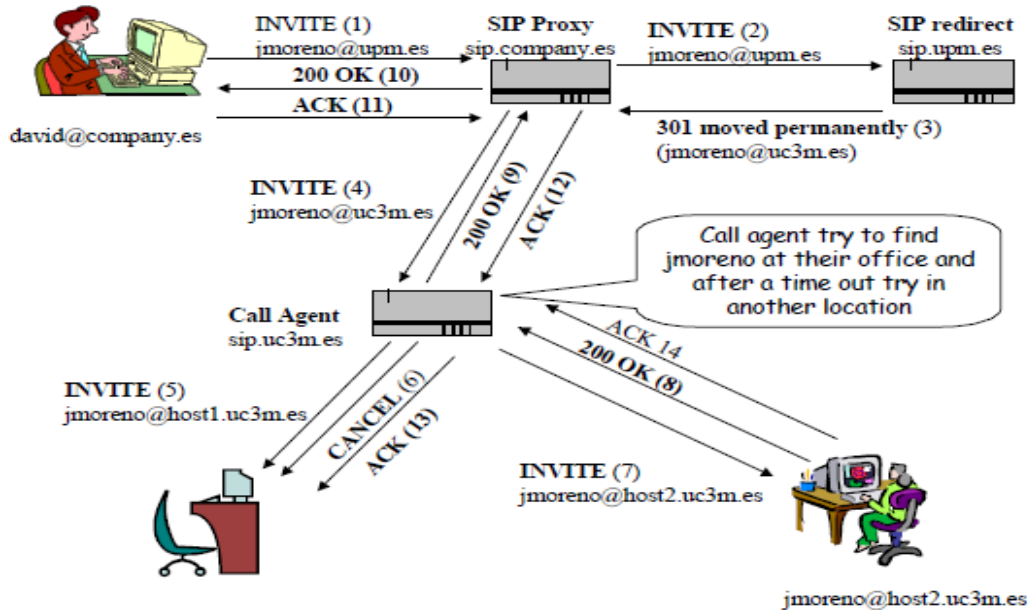 INVITE (1)
jmoreno@upm.es
200 OK (10)
ACK (11)
david@company.es
SIP Proxy
sip.company.es
INVITE (2)
jmoreno@upm.es
SIP redirect
sip.upm.es
301 moved permanently (3)
(jmoreno@uc3m.es)
INVITE (4)
jmoreno@uc3m.es
200 OK (9)
ACK (12)
Call agent try to find
jmoreno at their office and
after a time out try in
another location
Call Agent
sip.uc3m.es
INVITE (5)
jmoreno@host1.uc3m.es
CANCEL (6)
ACK (13)
ACK 14
200 OK (8)
INVITE (7)
jmoreno@host2.uc3m.es
jmoreno@host2.uc3m.es